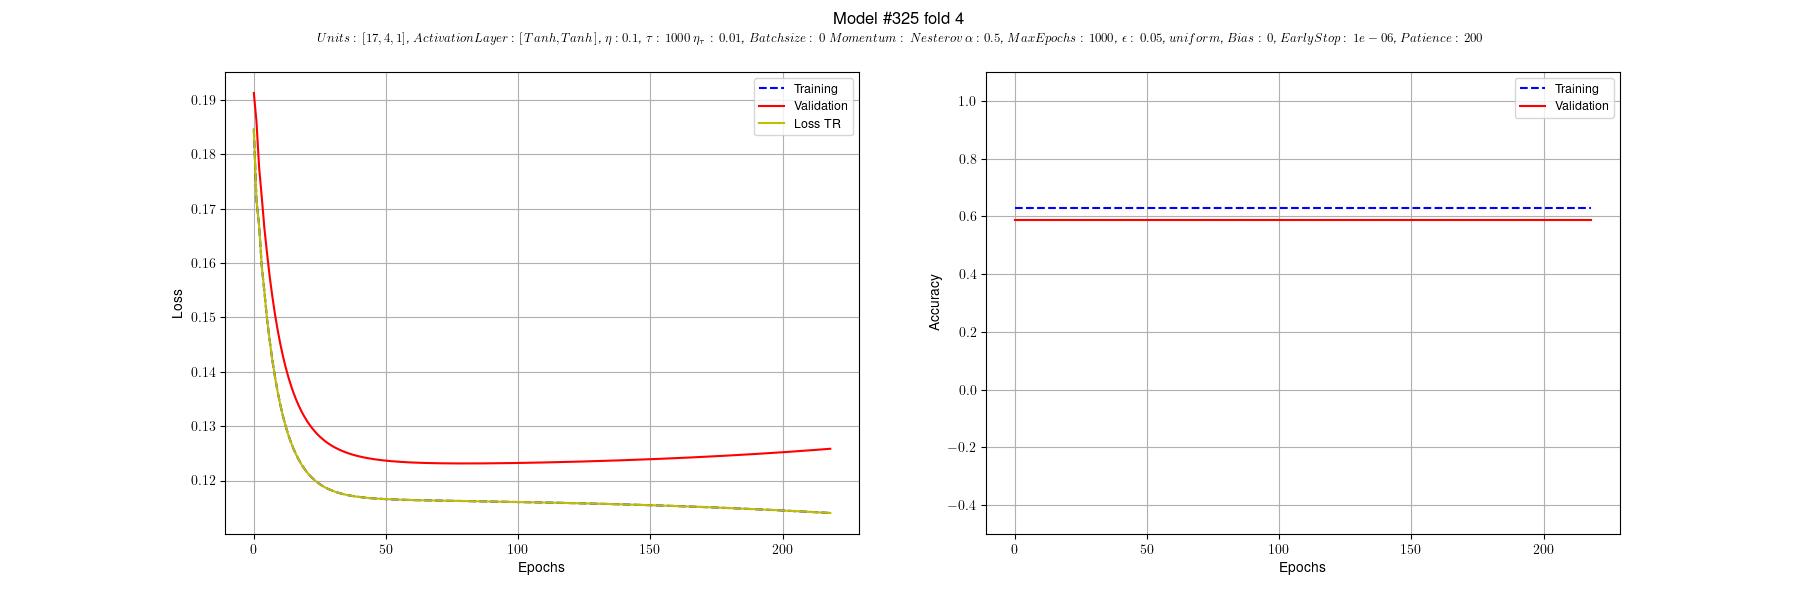 Model #325 fold 4
Units : [17, 4, 1], ActivationLayer : [Tanh, Tanh], η : 0.1, τ : 1000 ητ : 0.01, Batchsize : 0 Momentum : Nesterov α : 0.5, MaxEpochs : 1000, ϵ : 0.05, uniform, Bias : 0, EarlyStop : 1e − 06, Patience : 200
Training
Validation
Loss TR
0.19
0.18
0.17
0.16
0.15
0.14
0.13
0.12
Loss
0 50 100 150 200
Epochs
Training
Validation
1.0
0.8
0.6
0.4
0.2
0.0
−0.2
−0.4
Accuracy
0 50 100 150 200
Epochs